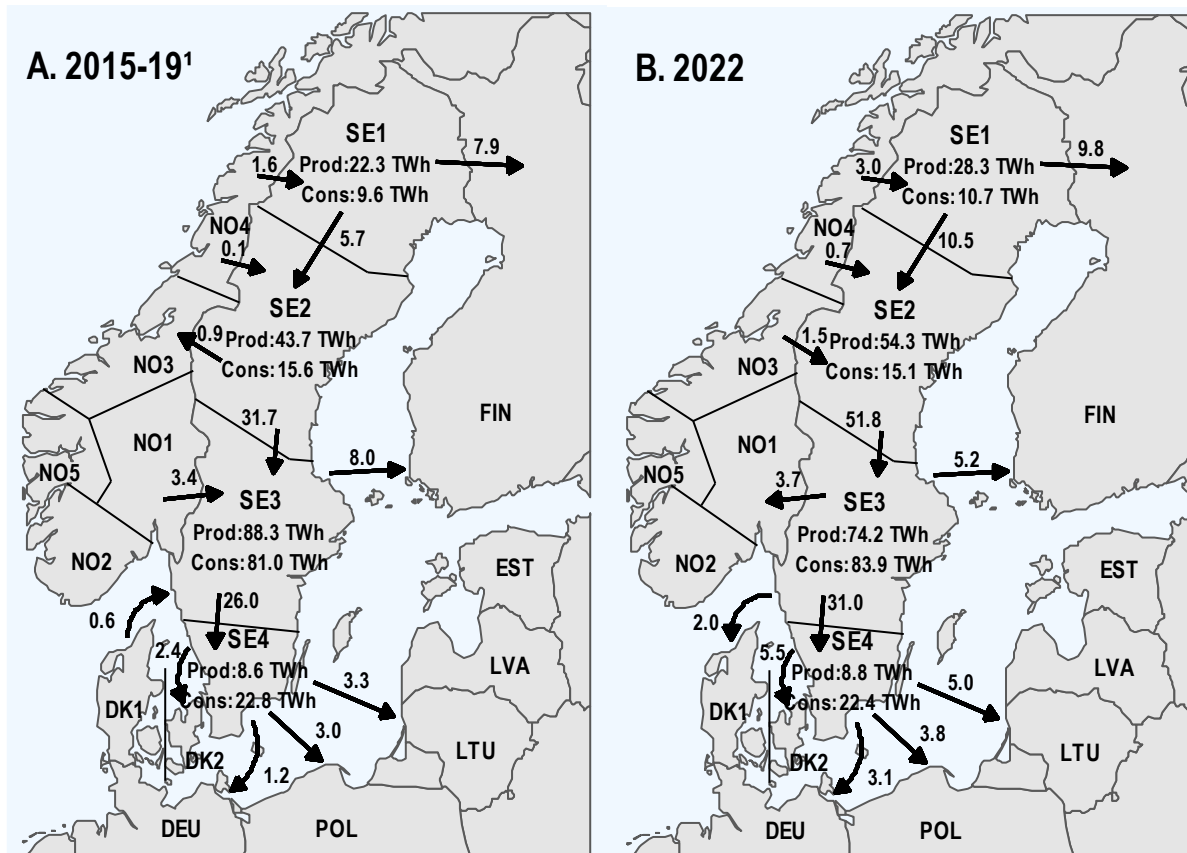 A. 2015-19¹
SE1
Prod:22.3 TWh
Cons:9.6 TWh
7.9
1.6
NO4
0.1
5.7
SE2
Prod:43.7 TWh
Cons:15.6 TWh
0.9
NO3
31.7
FIN
NO1
NO5
3.4
8.0
SE3
Prod:88.3 TWh
Cons:81.0 TWh
NO2
EST
0.6
26.0
SE4
2.4
Prod:8.6 TWh
Cons:22.8 TWh
3.3
LVA
DK1
3.0
LTU
DK2
1.2
DEU
POL
B. 2022
SE1
Prod:28.3 TWh
Cons:10.7 TWh
9.8
3.0
NO4
0.7
10.5
SE2
Prod:54.3 TWh
Cons:15.1 TWh
1.5
NO3
51.8
FIN
NO1
NO5
3.7
5.2
SE3
Prod:74.2 TWh
Cons:83.9 TWh
NO2
EST
2.0
31.0
SE4
5.5
Prod:8.8 TWh
Cons:22.4 TWh
5.0
LVA
DK1
3.8
LTU
DK2
3.1
DEU
POL